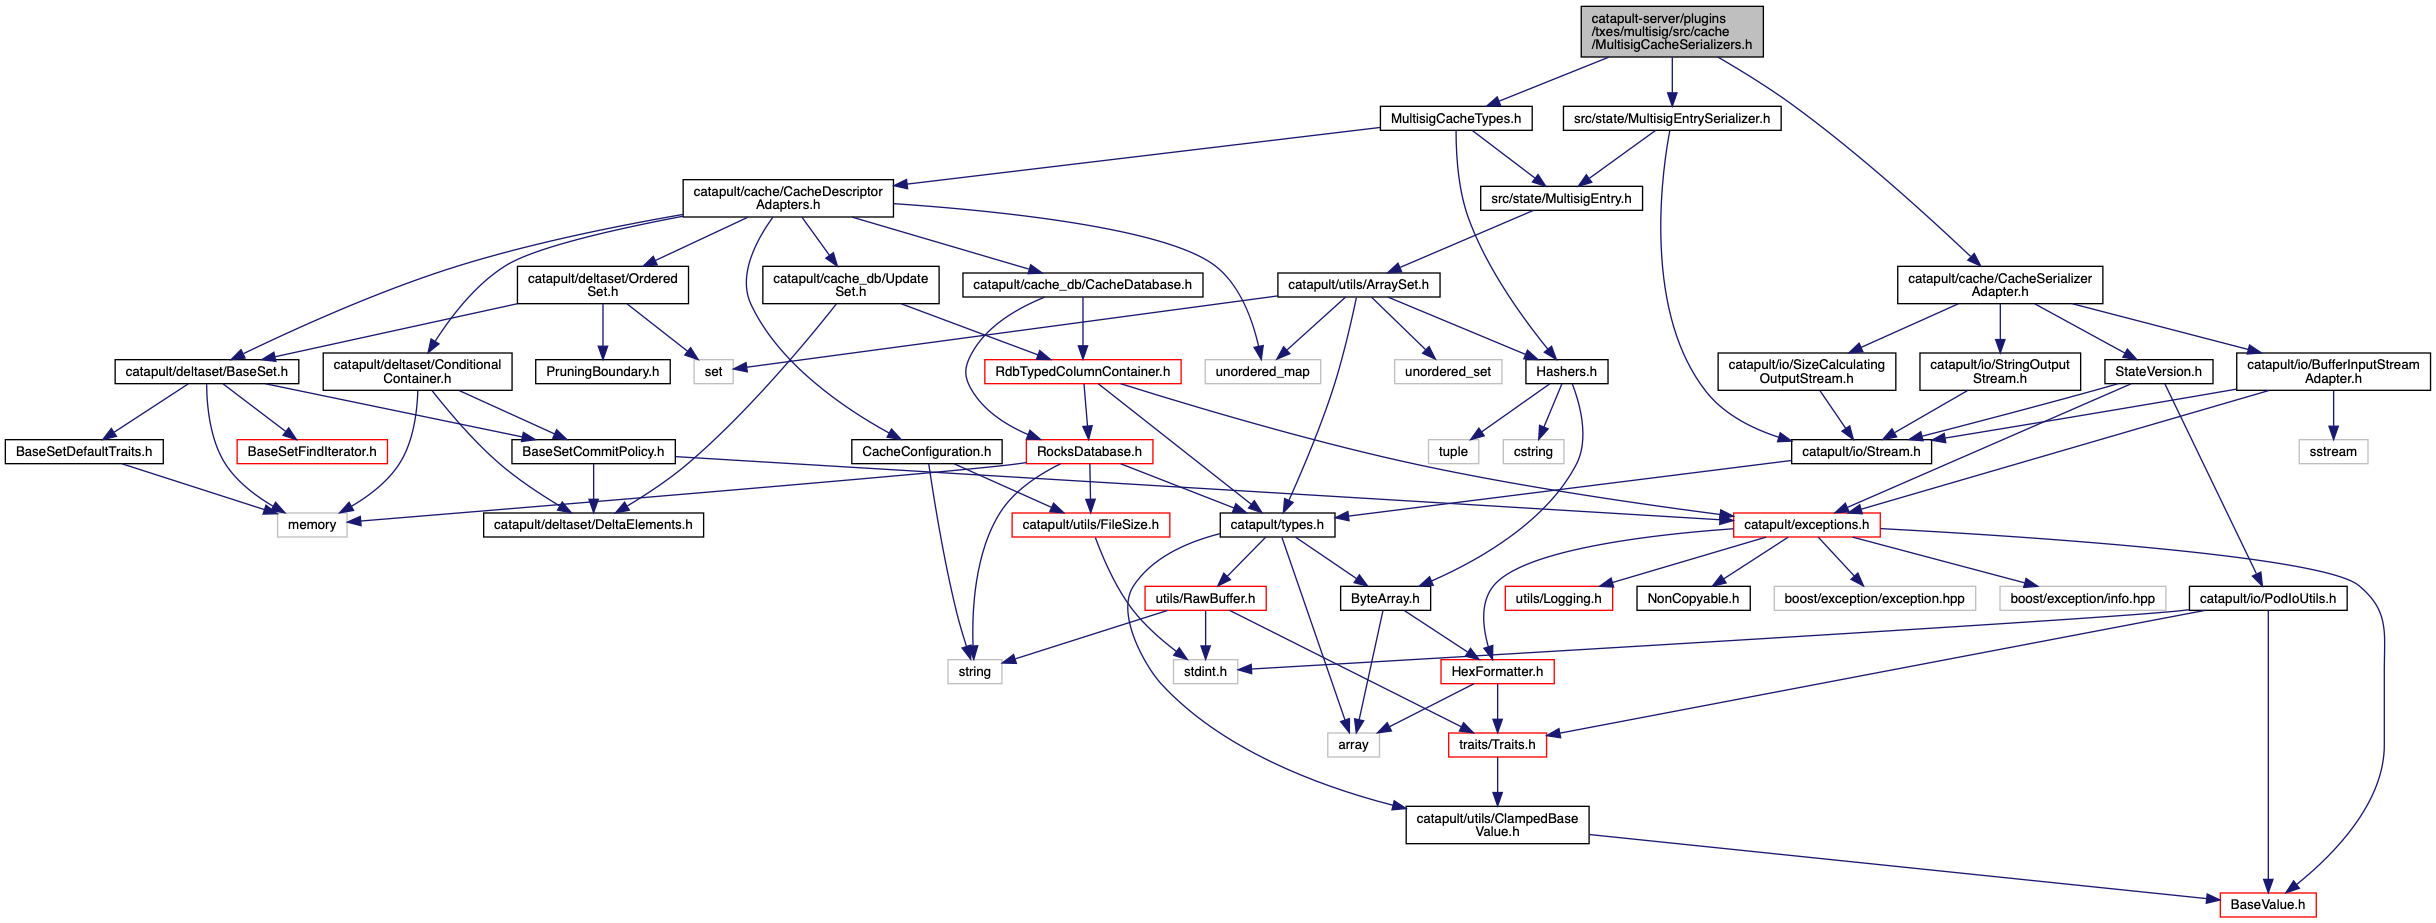 catapult-server/plugins
/txes/multisig/src/cache
/MultisigCacheSerializers.h
MultisigCacheTypes.h
src/state/MultisigEntrySerializer.h
catapult/cache/CacheDescriptor
Adapters.h
src/state/MultisigEntry.h
catapult/deltaset/Ordered
Set.h
catapult/cache_db/Update
Set.h
catapult/cache_db/CacheDatabase.h
catapult/utils/ArraySet.h
catapult/cache/CacheSerializer
Adapter.h
catapult/deltaset/BaseSet.h
catapult/deltaset/Conditional
Container.h
PruningBoundary.h
set
RdbTypedColumnContainer.h
unordered_map
unordered_set
Hashers.h
catapult/io/SizeCalculating
OutputStream.h
catapult/io/StringOutput
Stream.h
StateVersion.h
catapult/io/BufferInputStream
Adapter.h
BaseSetDefaultTraits.h
BaseSetFindIterator.h
BaseSetCommitPolicy.h
CacheConfiguration.h
RocksDatabase.h
tuple
cstring
catapult/io/Stream.h
sstream
memory
catapult/deltaset/DeltaElements.h
catapult/utils/FileSize.h
catapult/types.h
catapult/exceptions.h
utils/RawBuffer.h
ByteArray.h
utils/Logging.h
NonCopyable.h
boost/exception/exception.hpp
boost/exception/info.hpp
catapult/io/PodIoUtils.h
string
stdint.h
HexFormatter.h
array
traits/Traits.h
catapult/utils/ClampedBase
Value.h
BaseValue.h